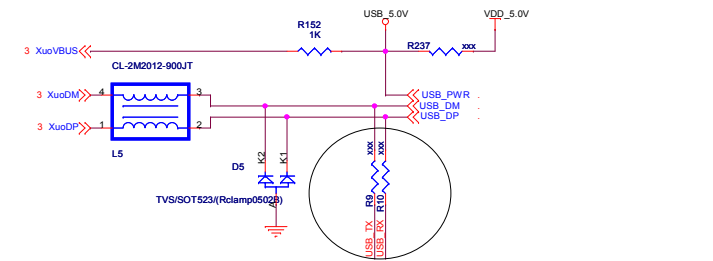 USB_5.0V
VDD_5.0V
R152
1K
R237
xxx
3 XuoVBUS
CL-2M2012-900JT
3 XuoDM
4
3
USB_PWR
USB_DM
USB_DP
3 XuoDP
1
2
L5
D5
K2
K1
A
TVS/SOT523/(Rclamp0502B)
xxx
xxx
R9
R10
USB_TX
USB_RX